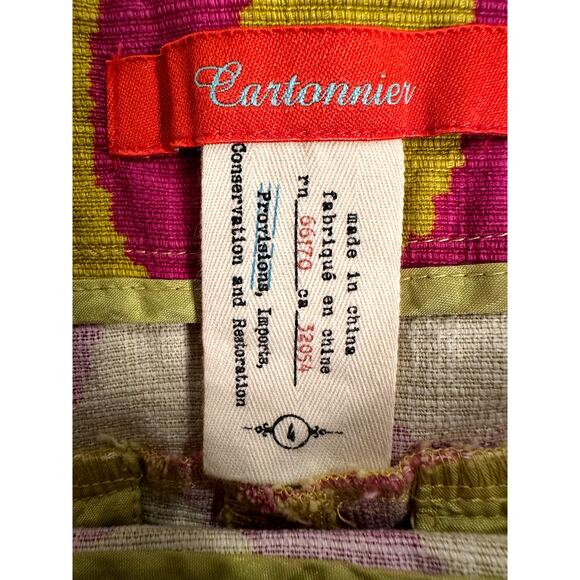 Cartonnier
made in china
fabriqué en chine
rn 66170 ca 32054
Provisions, Imports,
Conservation and Restoration
4